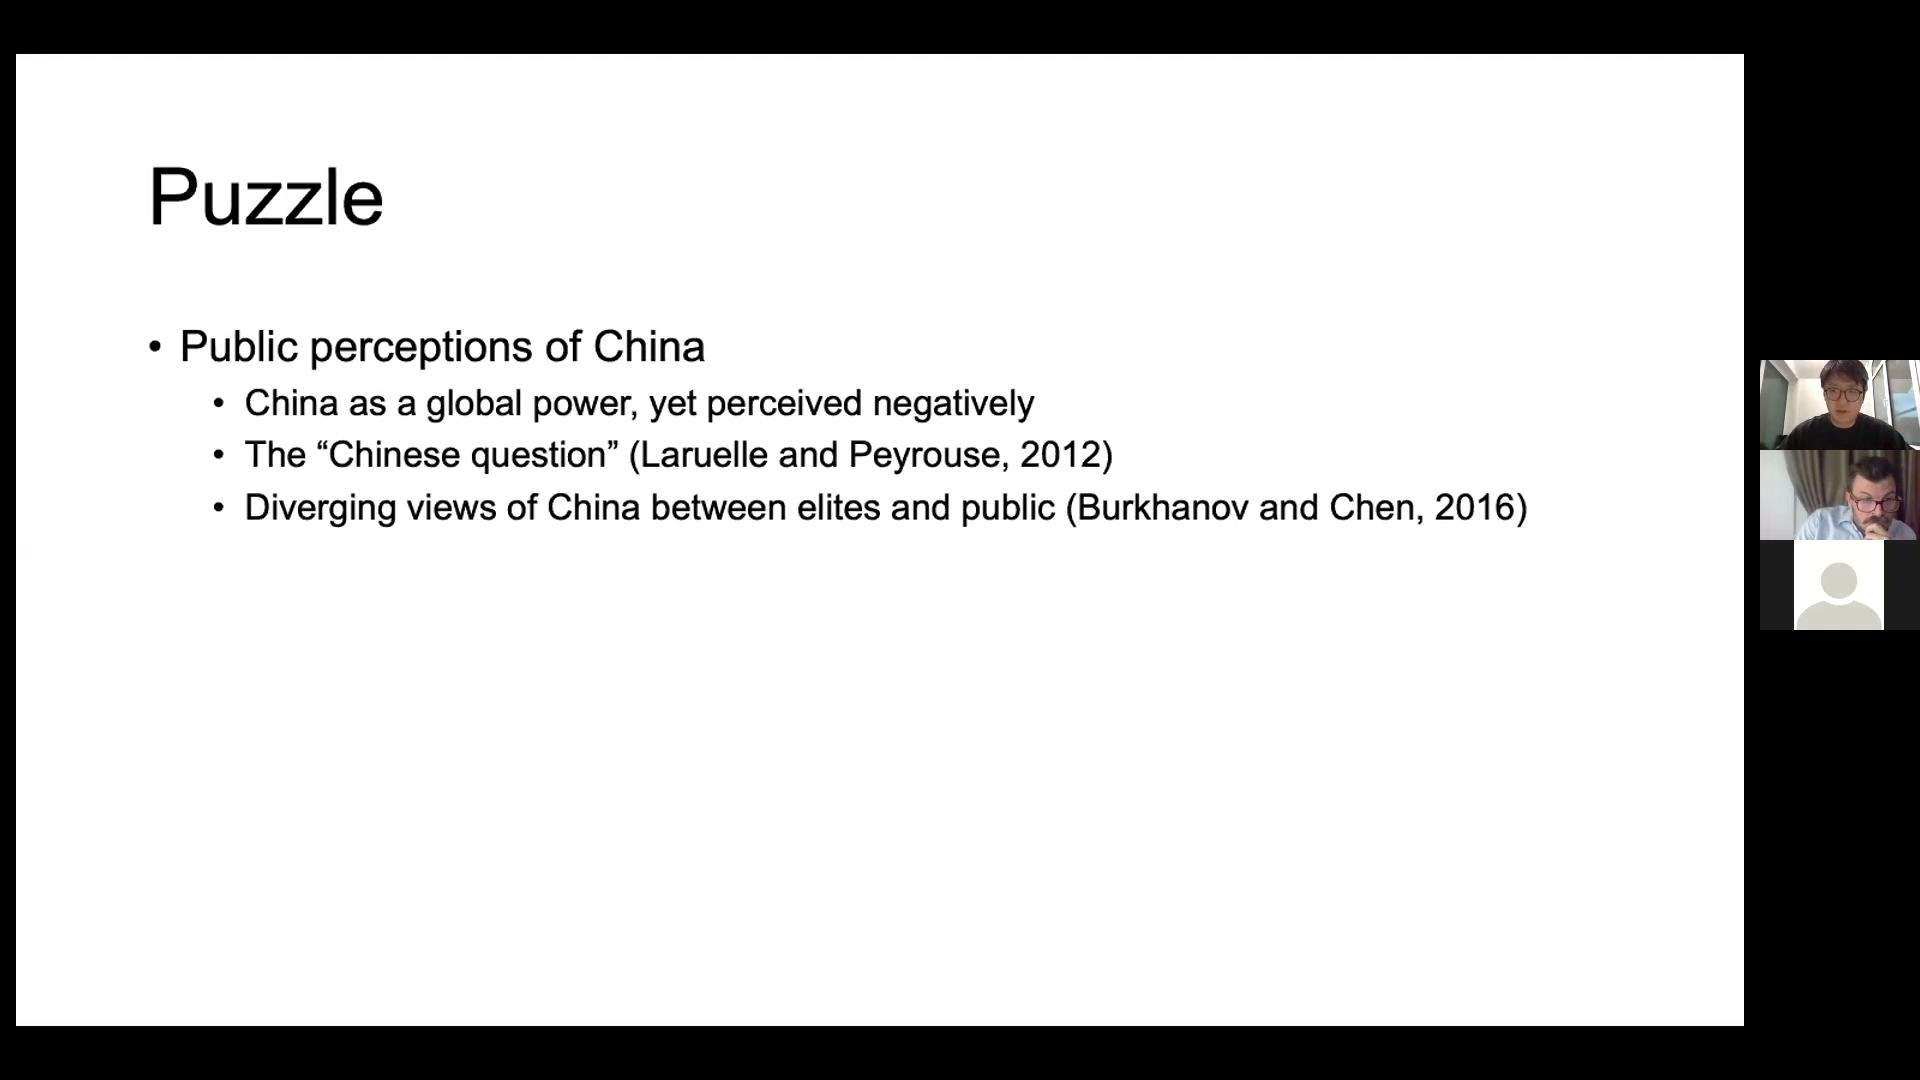 Puzzle
• Public perceptions of China
• China as a global power, yet perceived negatively
• The “Chinese question” (Laruelle and Peyrouse, 2012)
• Diverging views of China between elites and public (Burkhanov and Chen, 2016)